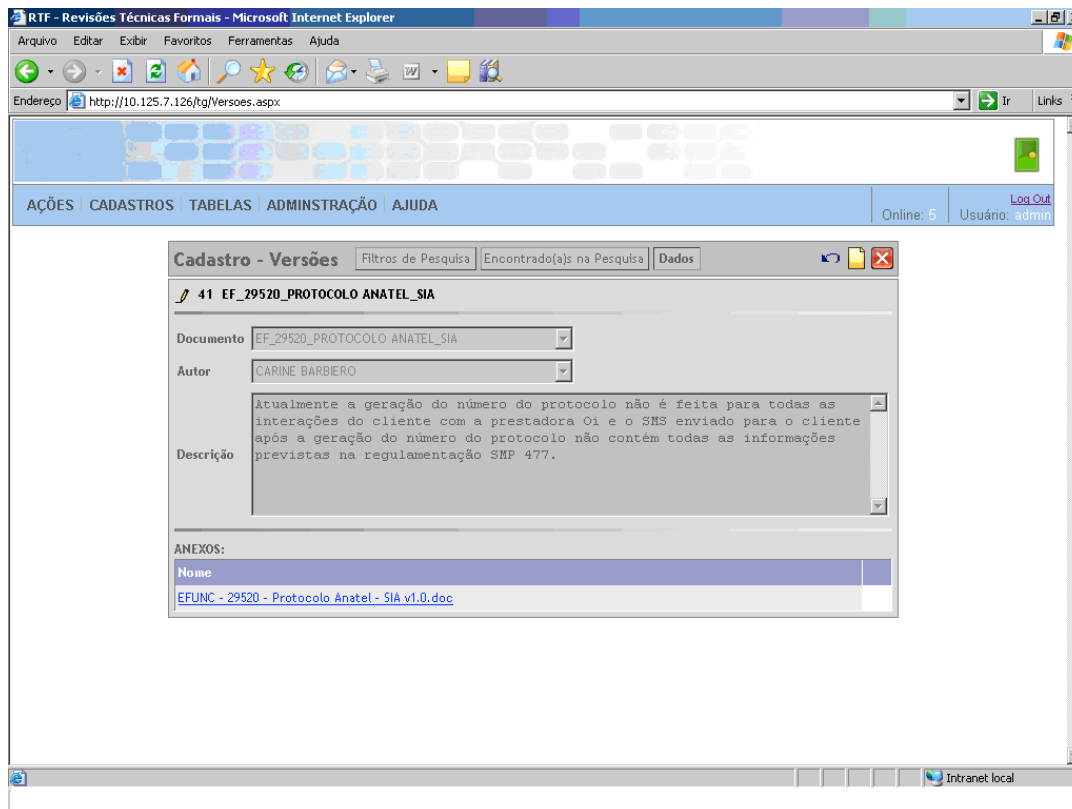 RTF - Revisões Técnicas Formais - Microsoft Internet Explorer
Arquivo Editar Exibir Favoritos Ferramentas Ajuda
Endereço http://10.125.7.126/tg/Versoes.aspx Ir Links
Log Out
AÇÕES CADASTROS TABELAS ADMINSTRAÇÃO AJUDA Online: 5 Usuário: admin
Cadastro - Versões Filtros de Pesquisa Encontrado(a)s na Pesquisa Dados
41 EF_29520_PROTOCOLO ANATEL_SIA
Documento EF_29520_PROTOCOLO ANATEL_SIA
Autor CARINE BARBIERO
Descrição
Atualmente a geração do número do protocolo não é feita para todas as
interações do cliente com a prestadora Oi e o SMS enviado para o cliente
após a geração do número do protocolo não contém todas as informações
previstas na regulamentação SMP 477.
ANEXOS:
Nome
EFUNC - 29520 - Protocolo Anatel - SIA v1.0.doc
Intranet local